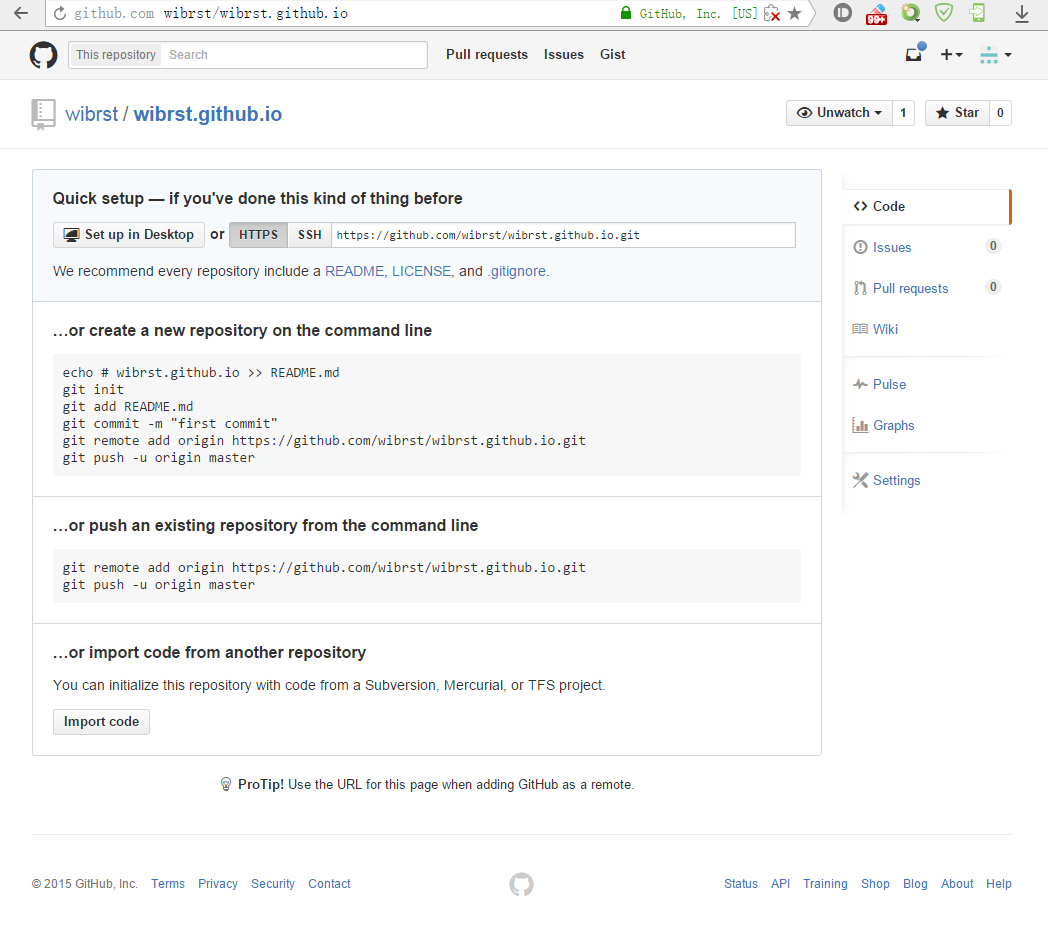 github.com wibrst/wibrst.github.io GitHub, Inc. [US] 99+
This repository Search Pull requests Issues Gist
wibrst / wibrst.github.io Unwatch 1 Star 0
Quick setup — if you've done this kind of thing before
Set up in Desktop or HTTPS SSH https://github.com/wibrst/wibrst.github.io.git
We recommend every repository include a README, LICENSE, and .gitignore.
…or create a new repository on the command line
echo # wibrst.github.io >> README.md
git init
git add README.md
git commit -m "first commit"
git remote add origin https://github.com/wibrst/wibrst.github.io.git
git push -u origin master
…or push an existing repository from the command line
git remote add origin https://github.com/wibrst/wibrst.github.io.git
git push -u origin master
…or import code from another repository
You can initialize this repository with code from a Subversion, Mercurial, or TFS project.
Import code
ProTip! Use the URL for this page when adding GitHub as a remote.
Code
Issues 0
Pull requests 0
Wiki
Pulse
Graphs
Settings
© 2015 GitHub, Inc. Terms Privacy Security Contact Status API Training Shop Blog About Help